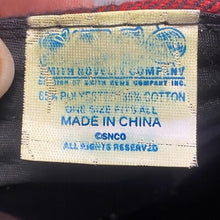 SMITH NOVELTY COMPANY
DIVISION OF SMITH NEWS COMPANY
65% POLYESTER 35% COTTON
ONE SIZE FITS ALL
MADE IN CHINA
©SNCO
ALL RIGHTS RESERVED